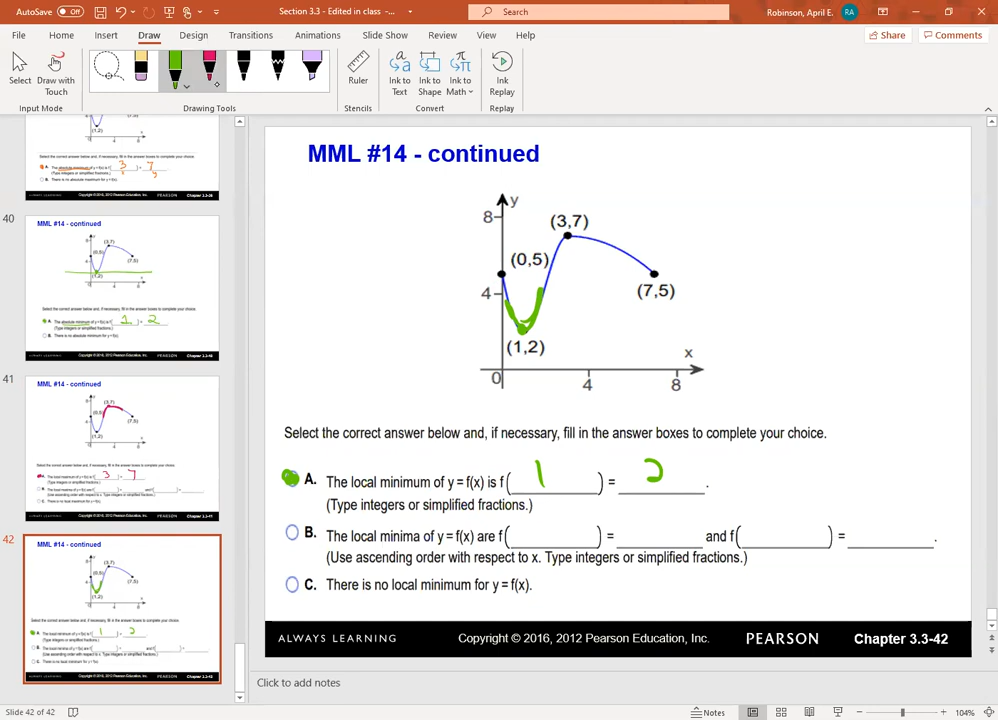 AutoSave Off
Section 3.3 - Edited in class - ...
Search
Robinson, April E.
RA
File Home Insert Draw Design Transitions Animations Slide Show Review View Help
Share Comments
Select
Draw with Touch
Ruler
Ink to Text
Ink to Shape
Ink to Math
Ink Replay
Input Mode
Drawing Tools
Stencils
Convert
Replay
40
MML #14 - continued
41
MML #14 - continued
42
MML #14 - continued
MML #14 - continued
y
8
(3,7)
(0,5)
4
(7,5)
(1,2)
x
0
4
8
Select the correct answer below and, if necessary, fill in the answer boxes to complete your choice.
A. The local minimum of y = f(x) is f( 1 ) = 2 .
(Type integers or simplified fractions.)
B. The local minima of y = f(x) are f( ) = and f( ) = .
(Use ascending order with respect to x. Type integers or simplified fractions.)
C. There is no local minimum for y = f(x).
ALWAYS LEARNING
Copyright © 2016, 2012 Pearson Education, Inc.
PEARSON
Chapter 3.3-42
Click to add notes
Slide 42 of 42
Notes
104%